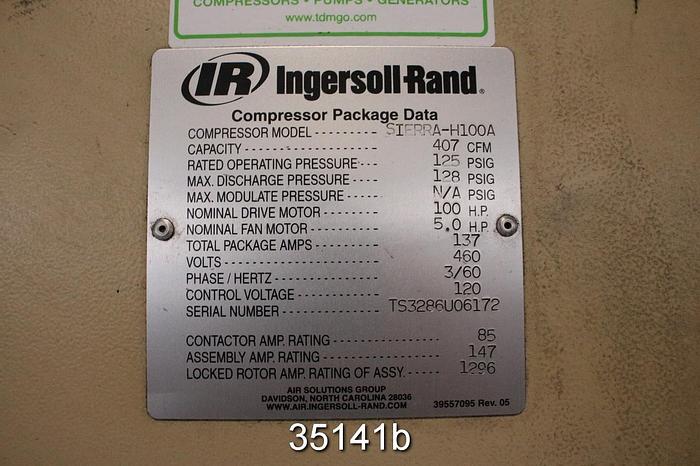 COMPRESSORS • PUMPS • GENERATORS
www.tdmgo.com
IR Ingersoll-Rand®
Compressor Package Data
COMPRESSOR MODEL --------- SIERRA-H100A
CAPACITY ---------------------- 407 CFM
RATED OPERATING PRESSURE ------- 125 PSIG
MAX. DISCHARGE PRESSURE -------- 128 PSIG
MAX. MODULATE PRESSURE -------- N/A PSIG
NOMINAL DRIVE MOTOR ----------- 100 H.P.
NOMINAL FAN MOTOR ------------- 5.0 H.P.
TOTAL PACKAGE AMPS ------------ 137
VOLTS -------------------------- 460
PHASE / HERTZ ------------------ 3/60
CONTROL VOLTAGE -------------- 120
SERIAL NUMBER ---------------- TS3286U06172
CONTACTOR AMP. RATING ---------------- 85
ASSEMBLY AMP. RATING ----------------- 147
LOCKED ROTOR AMP. RATING OF ASSY. ------ 1296
AIR SOLUTIONS GROUP
DAVIDSON, NORTH CAROLINA 28036
WWW.AIR.INGERSOLL-RAND.COM 39557095 Rev. 05
35141b